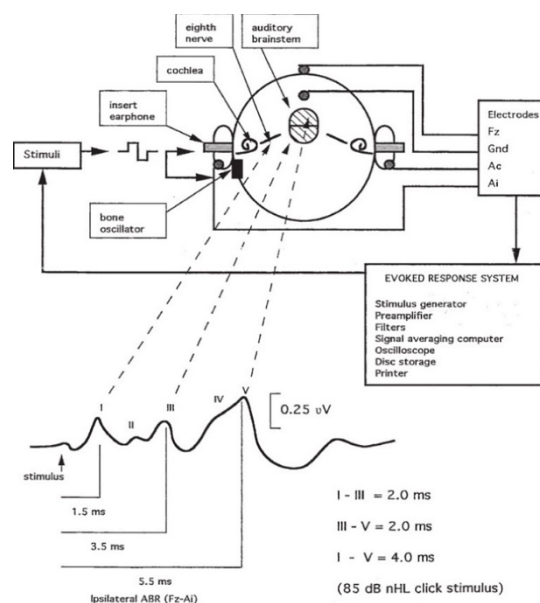 eighth
nerve
auditory
brainstem
cochlea
insert
earphone
Stimuli
bone
oscillator
Electrodes
Fz
Gnd
Ac
Ai
EVOKED RESPONSE SYSTEM
Stimulus generator
Preamplifier
Filters
Signal averaging computer
Oscilloscope
Disc storage
Printer
I
II
III
IV
V
0.25 υV
stimulus
1.5 ms
3.5 ms
5.5 ms
Ipsilateral ABR (Fz-Ai)
I - III = 2.0 ms
III - V = 2.0 ms
I - V = 4.0 ms
(85 dB nHL click stimulus)